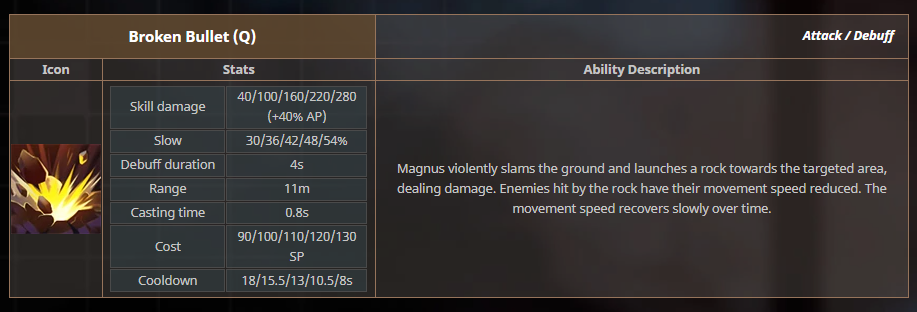 Broken Bullet (Q)
Attack / Debuff
Icon
Stats
Ability Description
Skill damage
40/100/160/220/280
(+40% AP)
Slow
30/36/42/48/54%
Debuff duration
4s
Range
11m
Casting time
0.8s
Cost
90/100/110/120/130
SP
Cooldown
18/15.5/13/10.5/8s
Magnus violently slams the ground and launches a rock towards the targeted area,
dealing damage. Enemies hit by the rock have their movement speed reduced. The
movement speed recovers slowly over time.